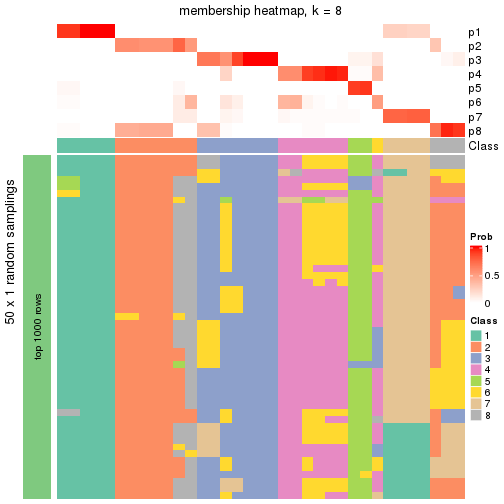 membership heatmap, k = 8
p1
p2
p3
p4
p5
p6
p7
p8
Class
50 x 1 random samplings
top 1000 rows
Prob
1
0.5
0
Class
1
2
3
4
5
6
7
8